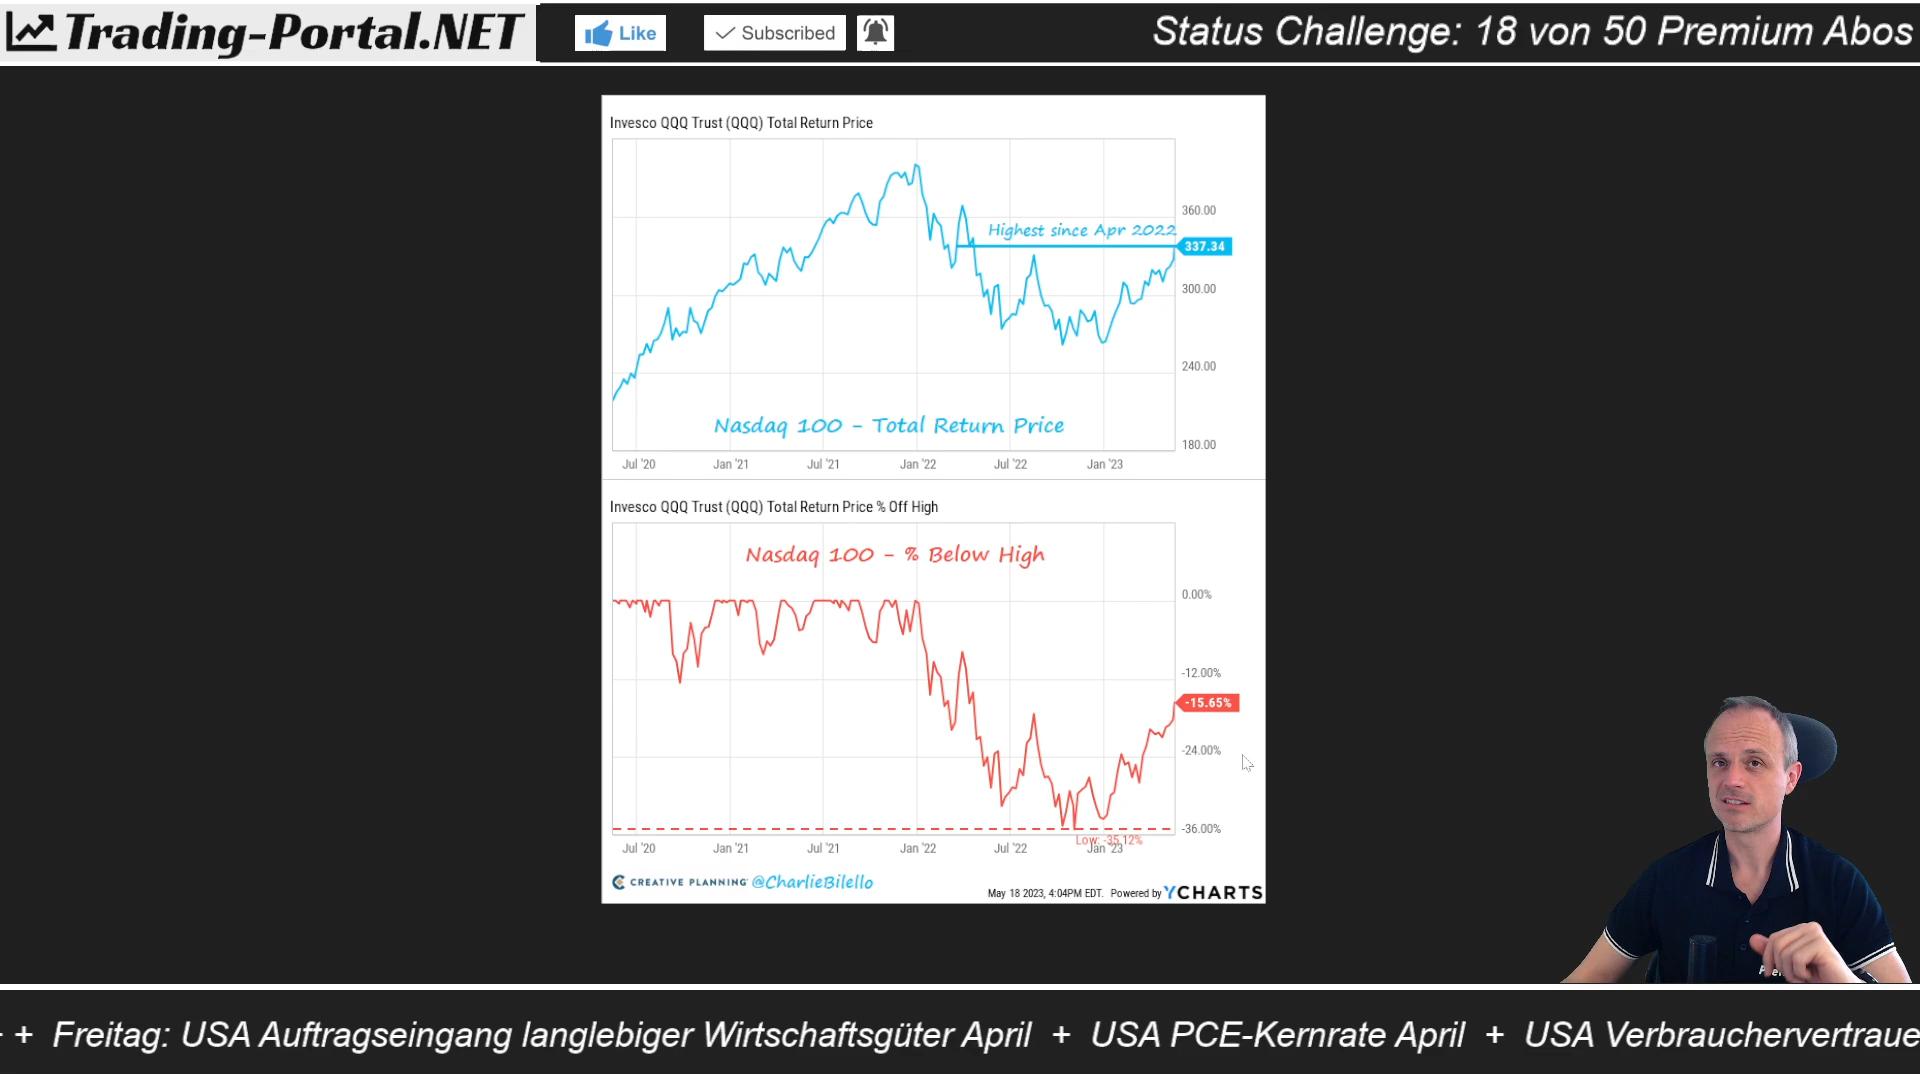 Trading-Portal.NET
Like
Subscribed
Status Challenge: 18 von 50 Premium Abos
Invesco QQQ Trust (QQQ) Total Return Price
360.00
Highest since Apr 2022
337.34
300.00
240.00
Nasdaq 100 - Total Return Price
180.00
Jul '20 Jan '21 Jul '21 Jan '22 Jul '22 Jan '23
Invesco QQQ Trust (QQQ) Total Return Price % Off High
Nasdaq 100 - % Below High
0.00%
-12.00%
-15.65%
-24.00%
-36.00%
Low: -35.12%
Jul '20 Jan '21 Jul '21 Jan '22 Jul '22 Jan '23
CREATIVE PLANNING @CharlieBilello
May 18 2023, 4:04PM EDT. Powered by YCHARTS
+ Freitag: USA Auftragseingang langlebiger Wirtschaftsgüter April + USA PCE-Kernrate April + USA Verbrauchervertraue